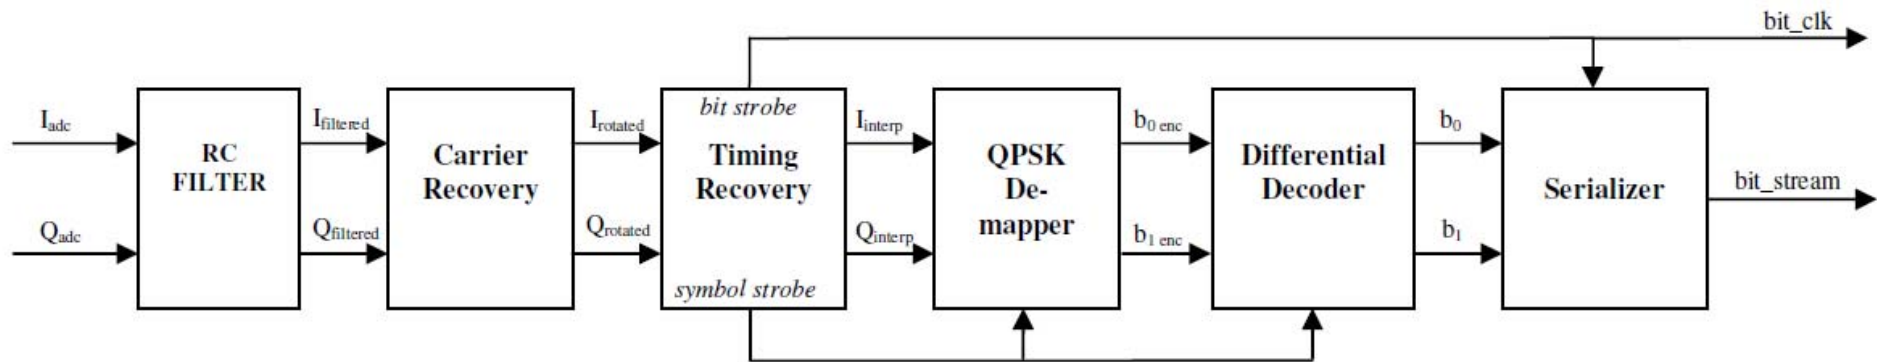 bit_clk
bit strobe
I_adc
I_filtered
I_rotated
I_interp
b_0 enc
b_0
RC
FILTER
Carrier
Recovery
Timing
Recovery
QPSK
De-
mapper
Differential
Decoder
Serializer
bit_stream
Q_adc
Q_filtered
Q_rotated
Q_interp
b_1 enc
b_1
symbol strobe